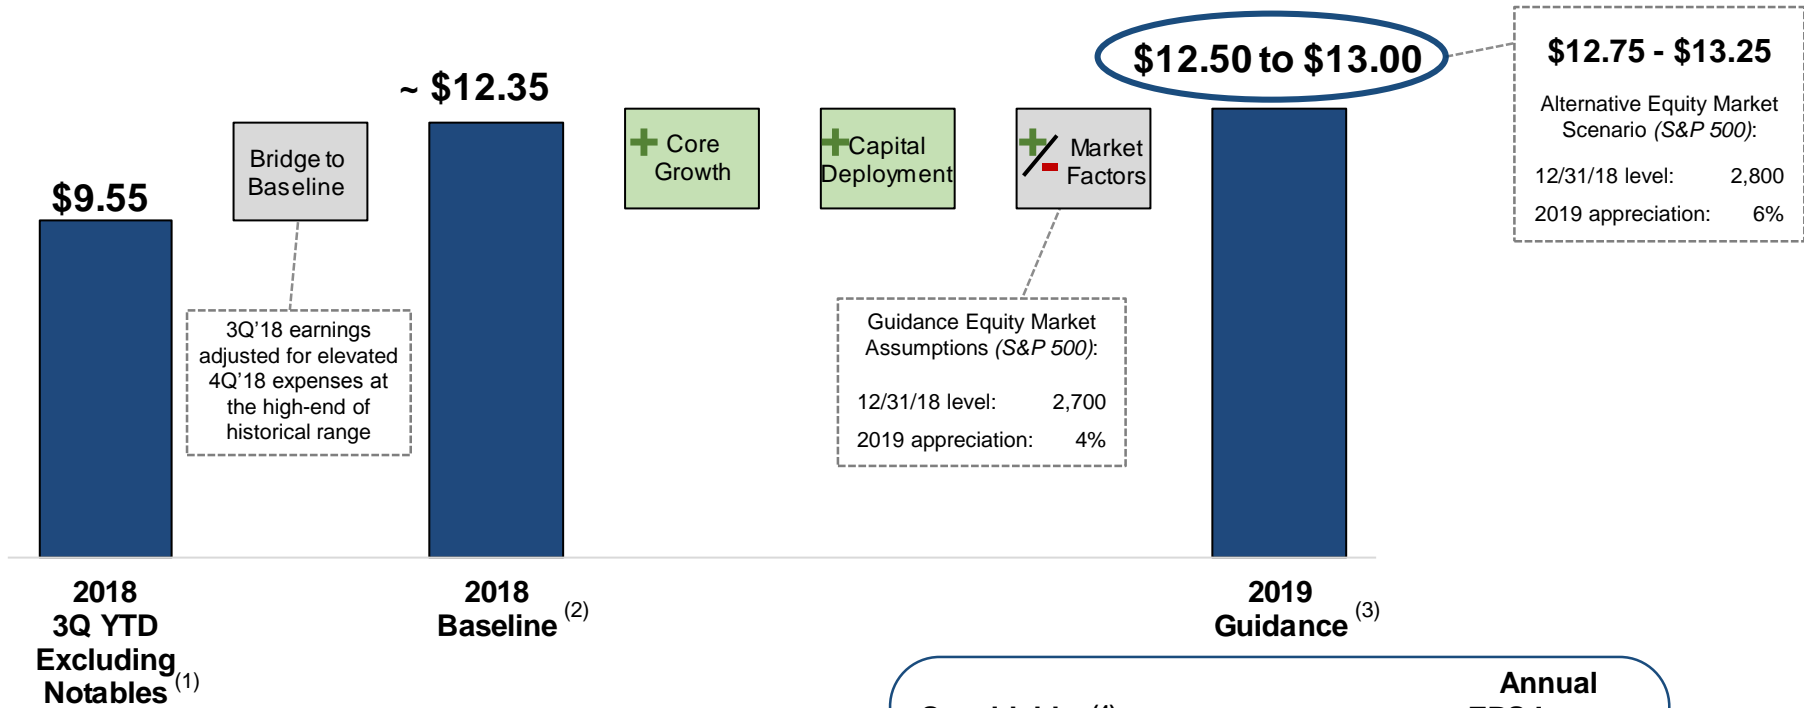 $9.55
Bridge to
Baseline
3Q’18 earnings
adjusted for elevated
4Q’18 expenses at
the high-end of
historical range
~ $12.35
+ Core
Growth
+ Capital
Deployment
+/- Market
Factors
Guidance Equity Market
Assumptions (S&P 500):
12/31/18 level: 2,700
2019 appreciation: 4%
$12.50 to $13.00
$12.75 - $13.25
Alternative Equity Market
Scenario (S&P 500):
12/31/18 level: 2,800
2019 appreciation: 6%
2018
3Q YTD
Excluding
Notables (1)
2018
Baseline (2)
2019
Guidance (3)
Annual